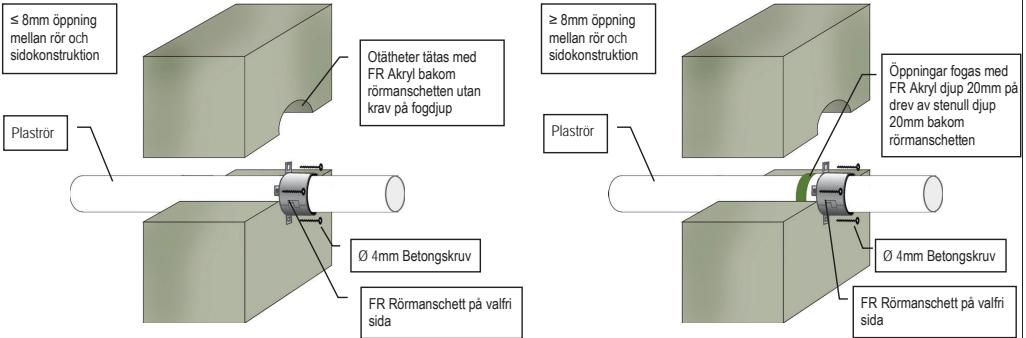 ≤ 8mm öppning
mellan rör och
sidokonstruktion
Otätheter tätas med
FR Akryl bakom
rörmanschetten utan
krav på fogdjup
Plaströr
Ø 4mm Betongskruv
FR Rörmanschett på valfri
sida
≥ 8mm öppning
mellan rör och
sidokonstruktion
Öppningar fogas med
FR Akryl djup 20mm på
drev av stenull djup
20mm bakom
rörmanschetten
Plaströr
Ø 4mm Betongskruv
FR Rörmanschett på valfri
sida